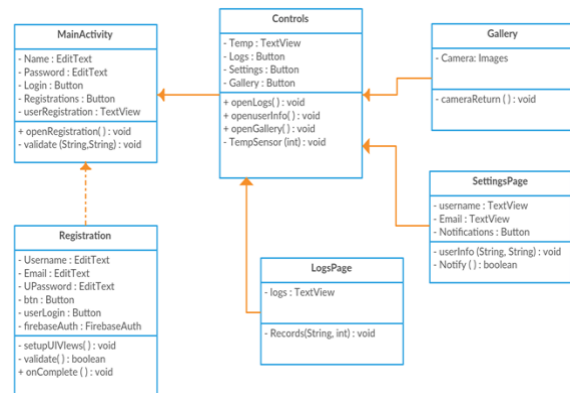 MainActivity
- Name : EditText
- Password : EditText
- Login : Button
- Registrations : Button
- userRegistration : TextView
+ openRegistration( ) : void
- validate (String,String) : void
Controls
- Temp : TextView
- Logs : Button
- Settings : Button
- Gallery : Button
+ openLogs( ) : void
+ openuserInfo( ) : void
+ openGallery( ) : void
- TempSensor (int) : void
Gallery
- Camera: Images
- cameraReturn ( ) : void
SettingsPage
- username : TextView
- Email : TextView
- Notifications : Button
- userInfo (String, String) : void
- Notify ( ) : boolean
Registration
- Username : EditText
- Email : EditText
- UPassword : EditText
- btn : Button
- userLogin : Button
- firebaseAuth : FirebaseAuth
- setupUIVIews( ) : void
- validate( ) : boolean
+ onComplete ( ) : void
LogsPage
- logs : TextView
- Records(String, int) : void